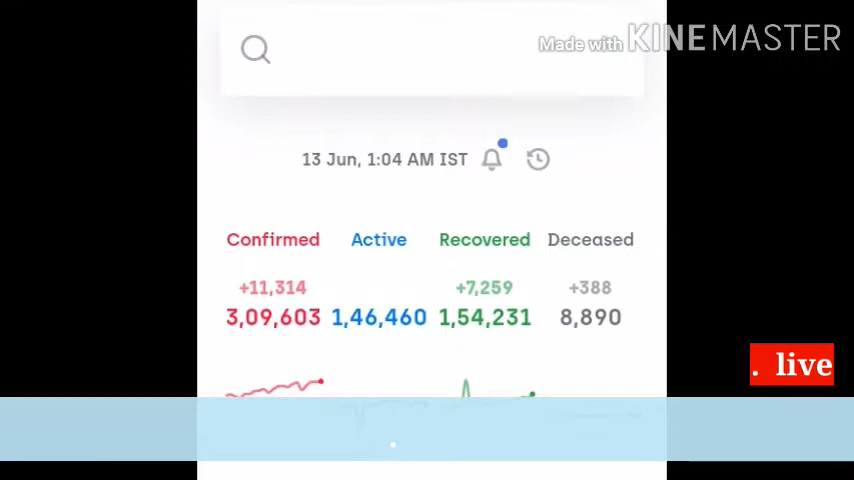 Made with KINEMASTER
13 Jun, 1:04 AM IST
Confirmed Active Recovered Deceased
+11,314 +7,259 +388
3,09,603 1,46,460 1,54,231 8,890
. live